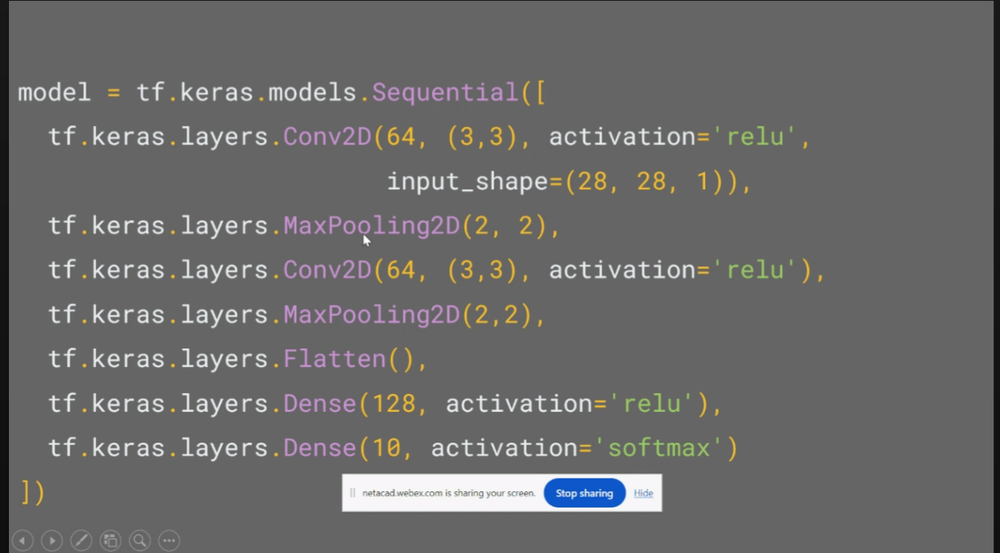 model = tf.keras.models.Sequential([
  tf.keras.layers.Conv2D(64, (3,3), activation='relu',
                         input_shape=(28, 28, 1)),
  tf.keras.layers.MaxPooling2D(2, 2),
  tf.keras.layers.Conv2D(64, (3,3), activation='relu'),
  tf.keras.layers.MaxPooling2D(2,2),
  tf.keras.layers.Flatten(),
  tf.keras.layers.Dense(128, activation='relu'),
  tf.keras.layers.Dense(10, activation='softmax')
])
netacad.webex.com is sharing your screen. Stop sharing Hide